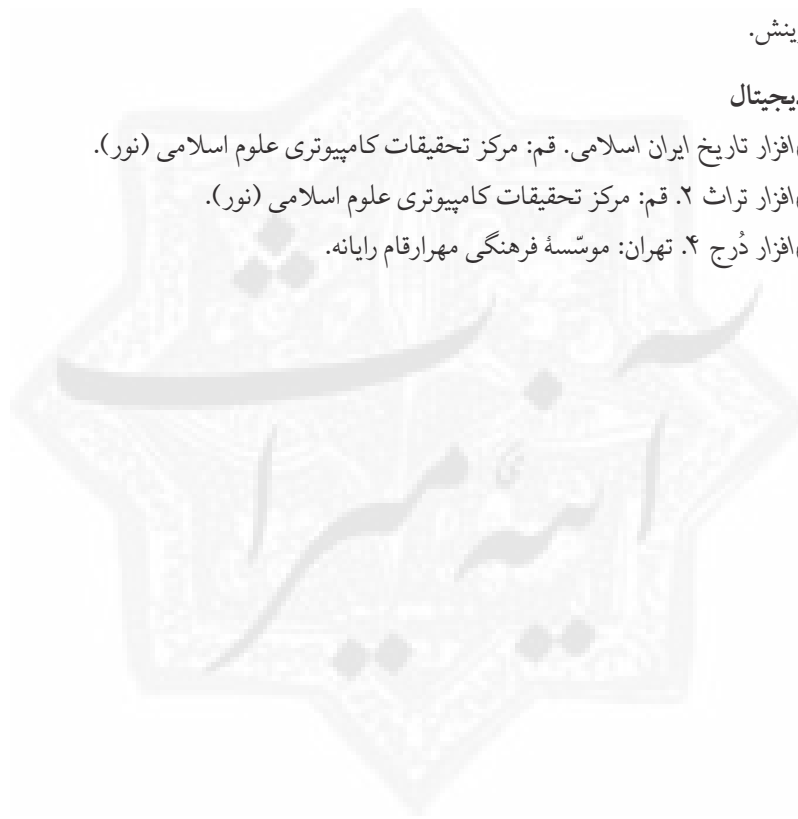 ینش.
دیجیتال
افزار تاریخ ایران اسلامی. قم: مرکز تحقیقات کامپیوتری علوم اسلامی (نور).
افزار تراث ۲. قم: مرکز تحقیقات کامپیوتری علوم اسلامی (نور).
افزار دُرج ۴. تهران: موسّسهٔ فرهنگی مهرارقام رایانه.
آینهٔ میراث